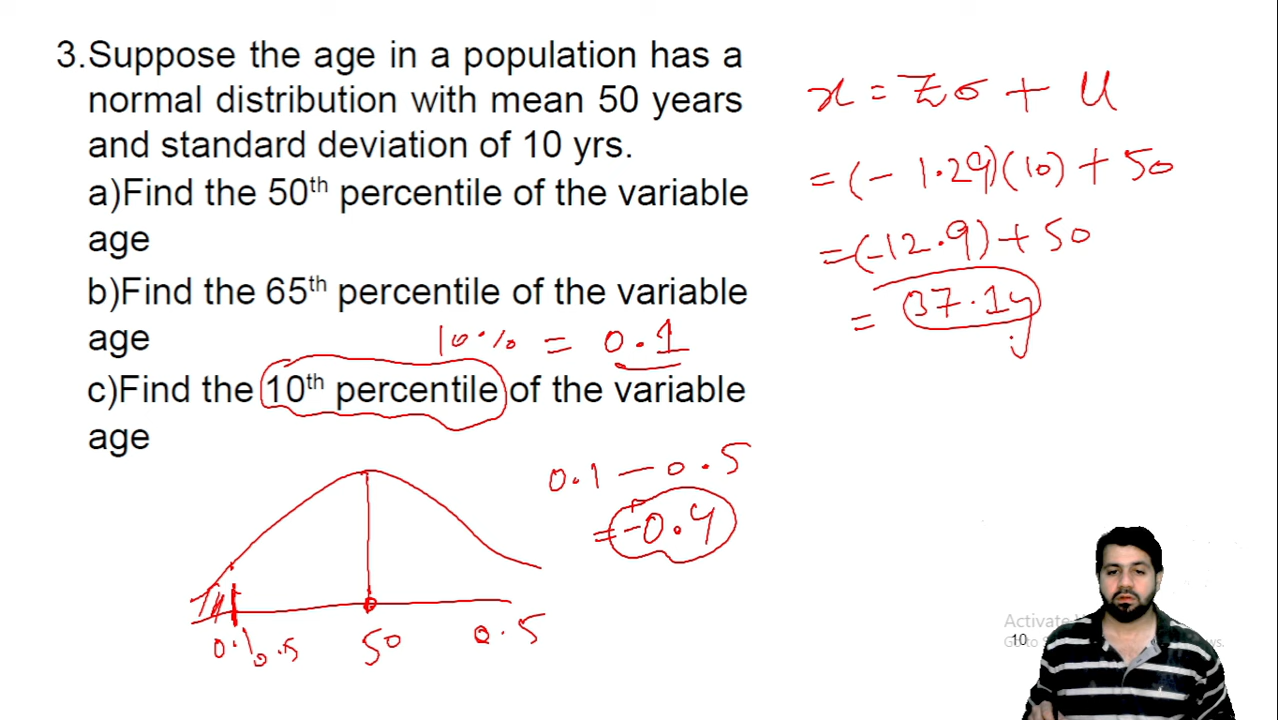 3.Suppose the age in a population has a
normal distribution with mean 50 years
and standard deviation of 10 yrs.
a)Find the 50th percentile of the variable
age
b)Find the 65th percentile of the variable
age
10% = 0.1
c)Find the 10th percentile of the variable
age
x = Zσ + U
= (-1.29)(10) + 50
= (-12.9) + 50
= 37.1y
0.1 - 0.5
= -0.4
0.1
0.5
50
0.5
10